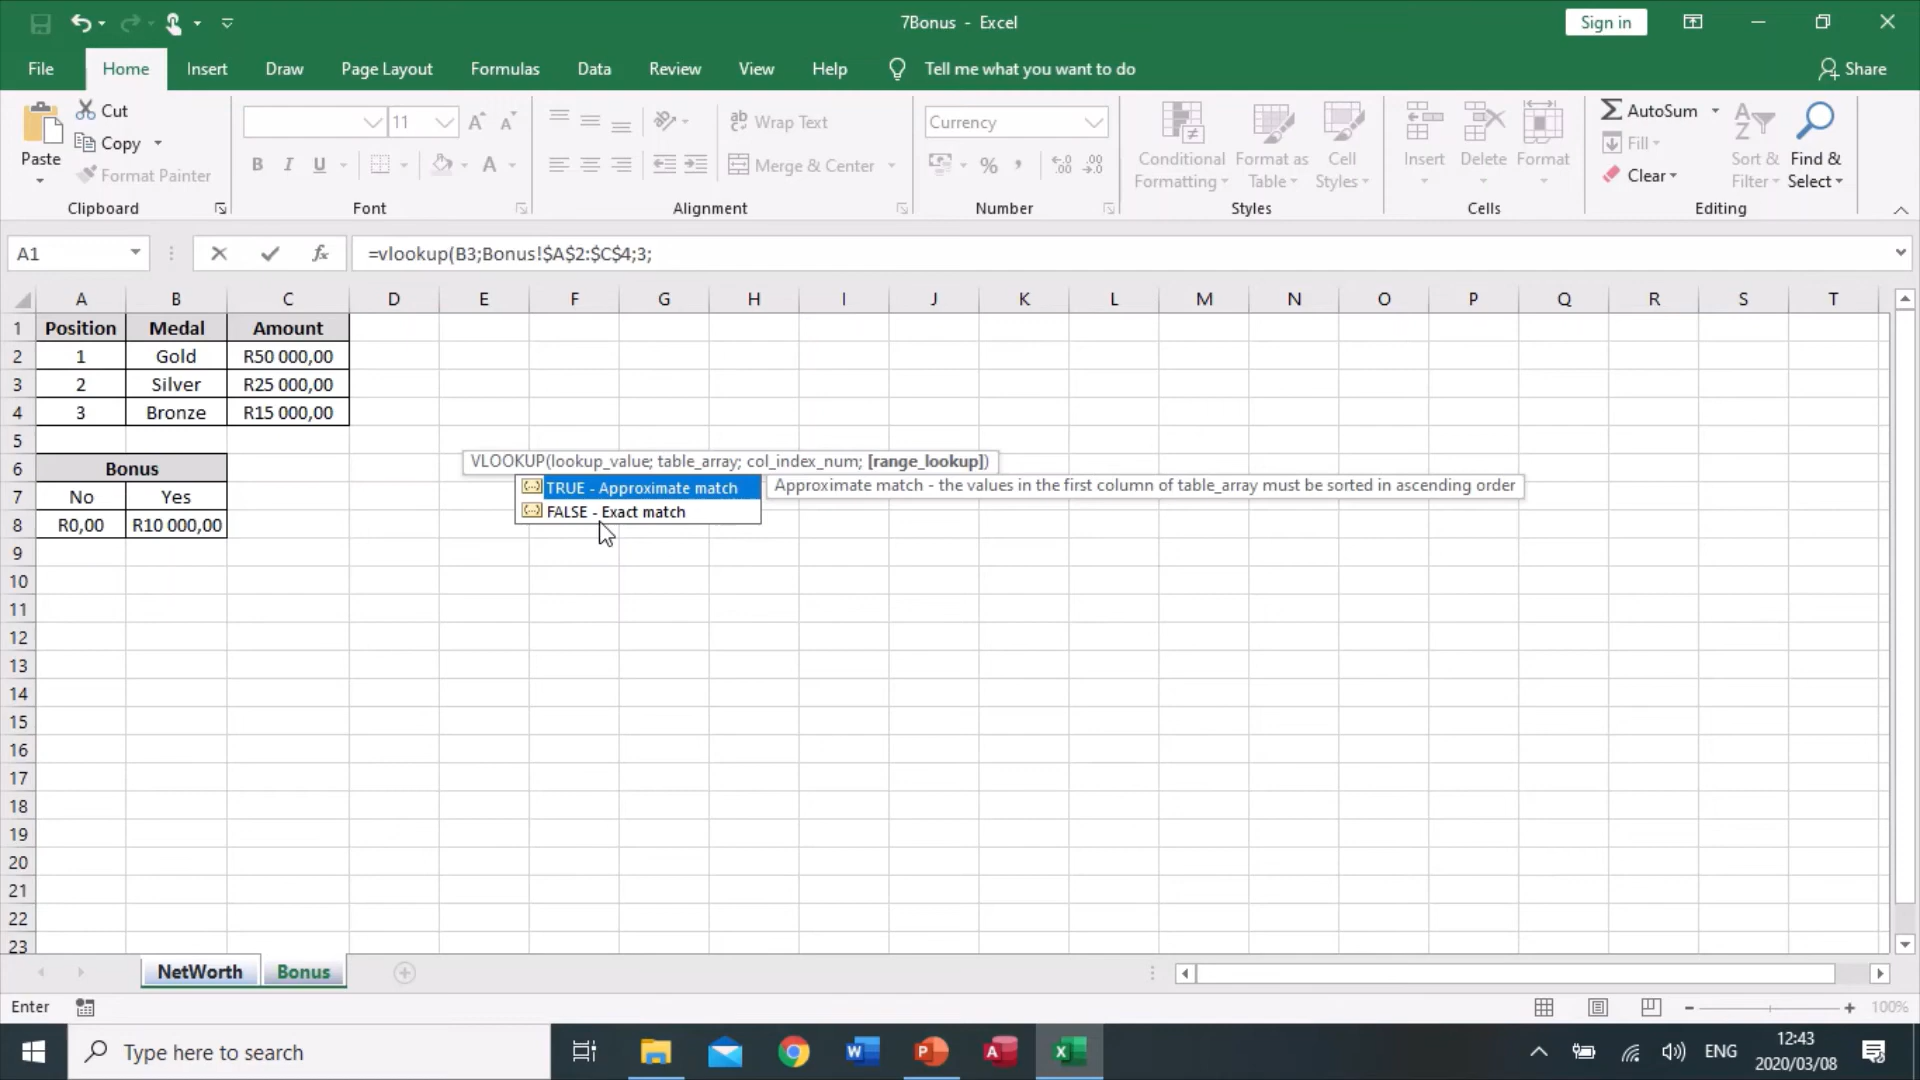 7Bonus - Excel
Sign in
File Home Insert Draw Page Layout Formulas Data Review View Help Tell me what you want to do Share
Paste
Cut
Copy
Format Painter
Clipboard
11
B I U
A
Font
Wrap Text
Merge & Center
Alignment
Currency
%
Number
Conditional Formatting
Format as Table
Cell Styles
Styles
Insert Delete Format
Cells
AutoSum
Fill
Clear
Sort & Filter
Find & Select
Editing
A1 fx =vlookup(B3;Bonus!$A$2:$C$4;3;
A B C D E F G H I J K L M N O P Q R S T
1 Position Medal Amount
2 1 Gold R50 000,00
3 2 Silver R25 000,00
4 3 Bronze R15 000,00
5
6 Bonus
7 No Yes
8 R0,00 R10 000,00
VLOOKUP(lookup_value; table_array; col_index_num; [range_lookup])
TRUE - Approximate match
Approximate match - the values in the first column of table_array must be sorted in ascending order
FALSE - Exact match
9
10
11
12
13
14
15
16
17
18
19
20
21
22
23
NetWorth Bonus
Enter
100%
Type here to search
ENG
12:43
2020/03/08